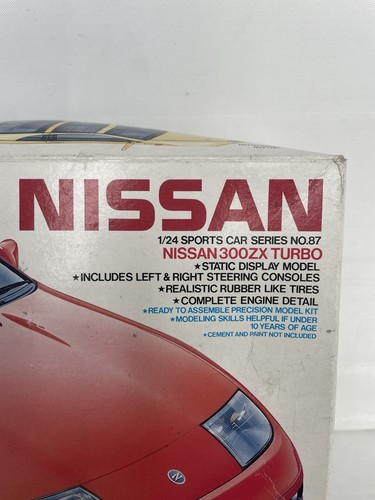 NISSAN
1/24 SPORTS CAR SERIES NO.87
NISSAN 300ZX TURBO
★STATIC DISPLAY MODEL
★INCLUDES LEFT & RIGHT STEERING CONSOLES
★REALISTIC RUBBER LIKE TIRES
★COMPLETE ENGINE DETAIL
★READY TO ASSEMBLE PRECISION MODEL KIT
★MODELING SKILLS HELPFUL IF UNDER
10 YEARS OF AGE
★CEMENT AND PAINT NOT INCLUDED